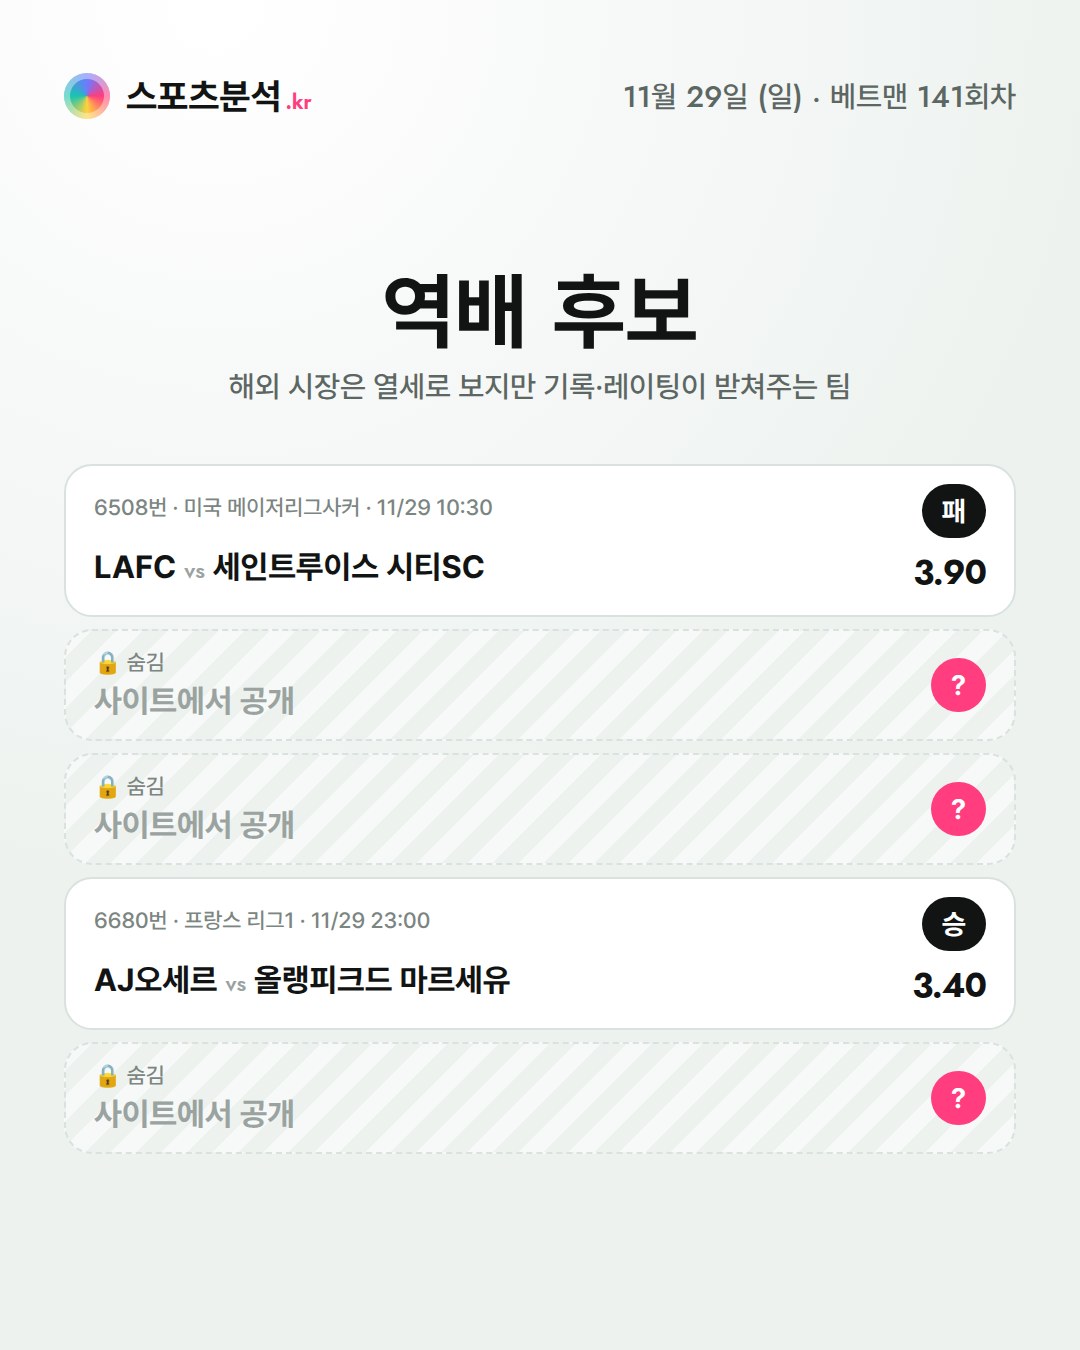 스포츠분석.kr
11월 29일 (일) · 베트맨 141회차
역배 후보
해외 시장은 열세로 보지만 기록·레이팅이 받쳐주는 팀
6508번 · 미국 메이저리그사커 · 11/29 10:30
패
LAFC vs 세인트루이스 시티SC
3.90
🔒 숨김
사이트에서 공개
?
🔒 숨김
사이트에서 공개
?
6680번 · 프랑스 리그1 · 11/29 23:00
승
AJ오세르 vs 올랭피크드 마르세유
3.40
🔒 숨김
사이트에서 공개
?